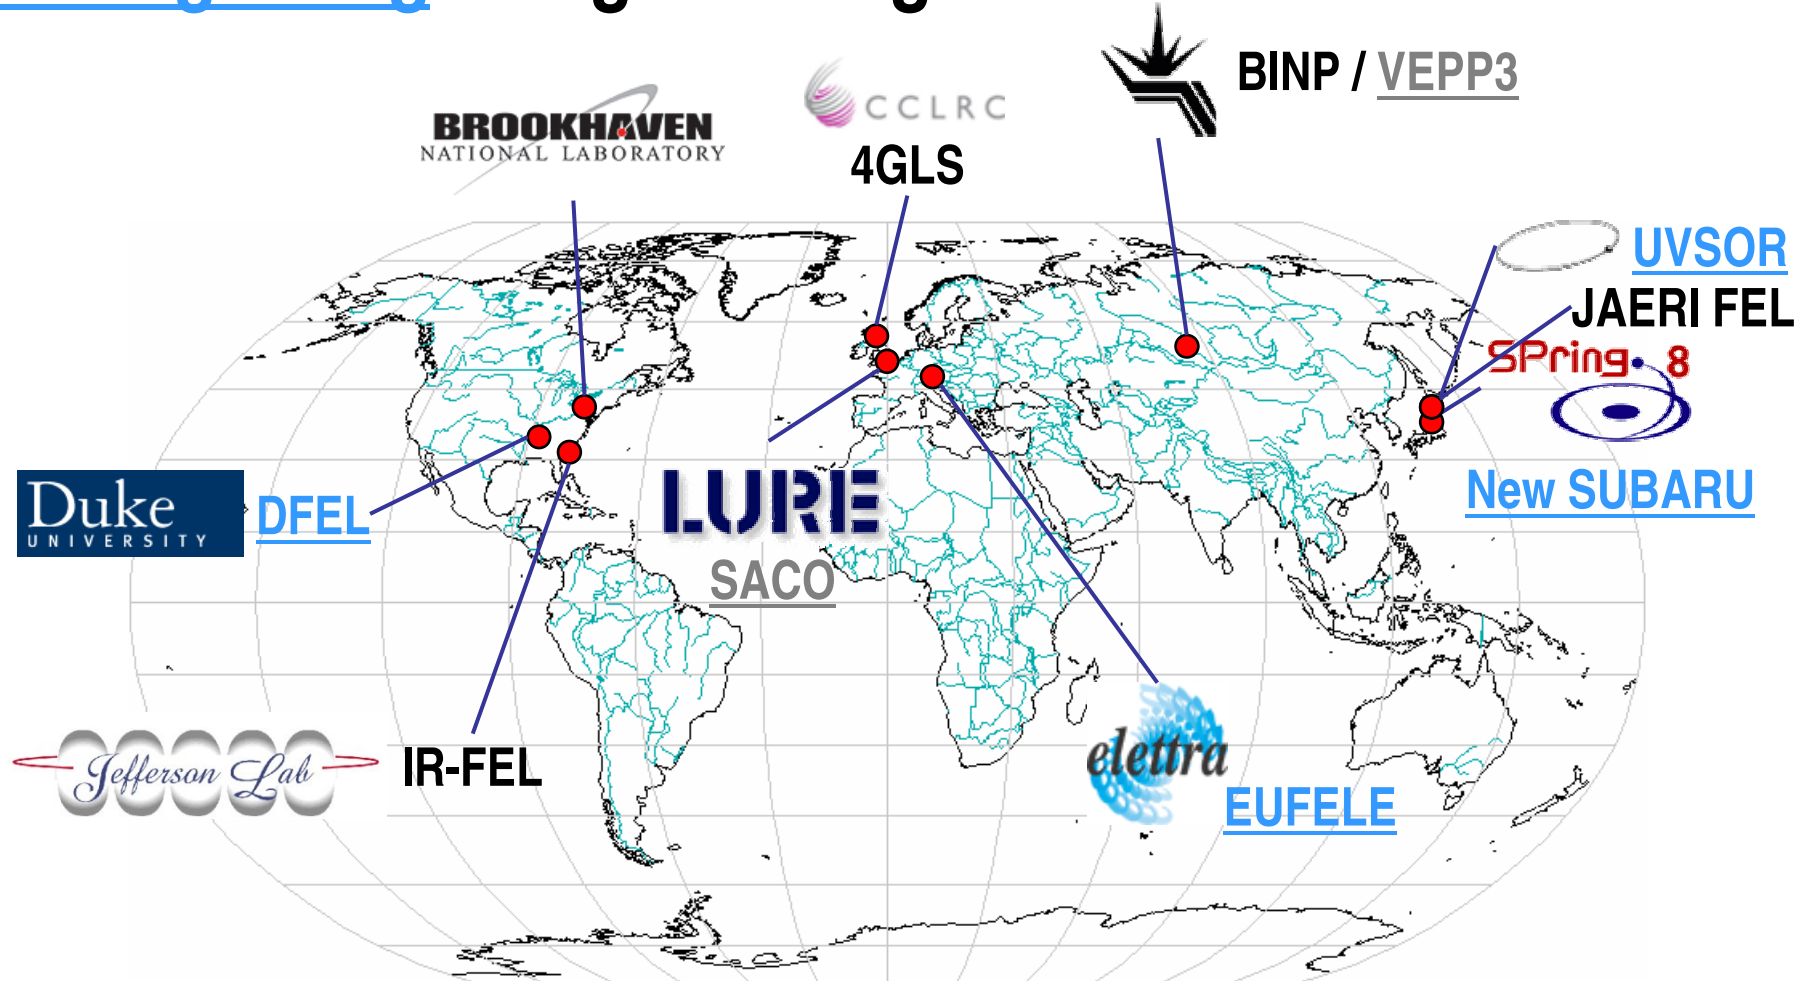 BINP / VEPP3
CCLRC
BROOKHAVEN
NATIONAL LABORATORY
4GLS
UVSOR
JAERI FEL
SPring-8
New SUBARU
Duke
UNIVERSITY
DFEL
LURE
SACO
Jefferson Lab
IR-FEL
elettra
EUFELE